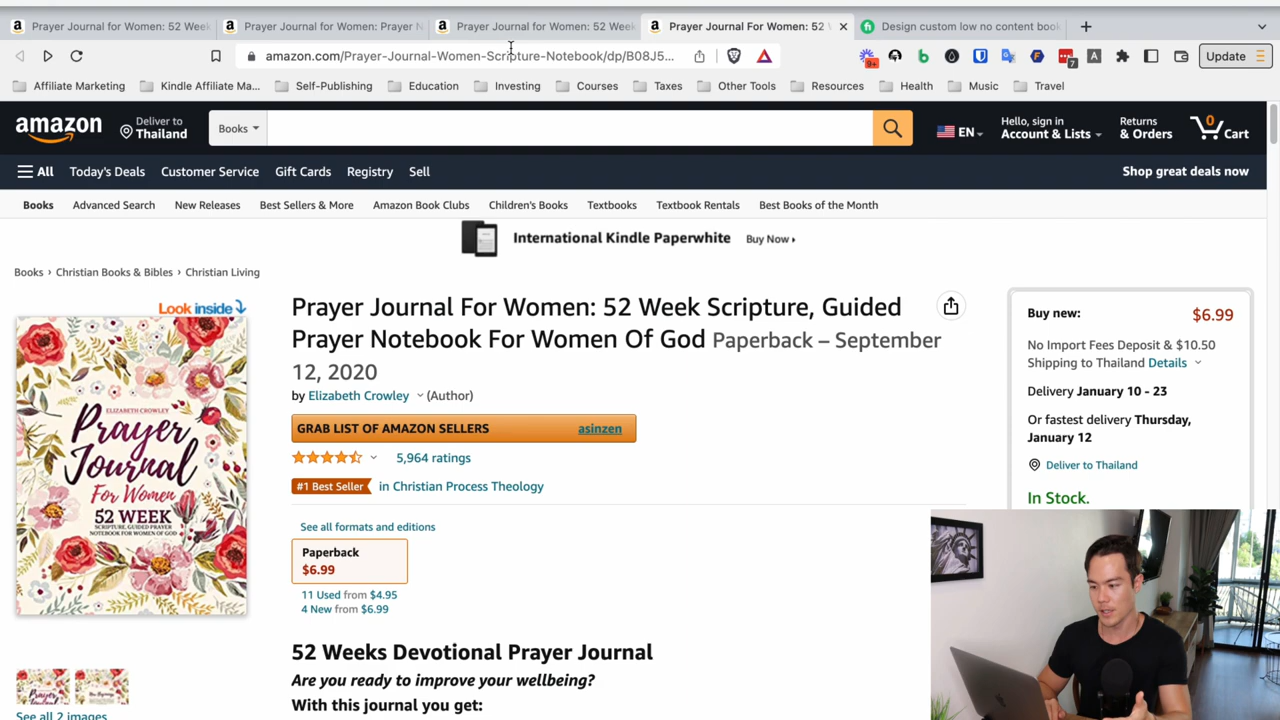 Prayer Journal for Women: 52 Week
Prayer Journal for Women: Prayer N
Prayer Journal for Women: 52 Week
Prayer Journal For Women: 52
Design custom low no content book
amazon.com/Prayer-Journal-Women-Scripture-Notebook/dp/B08J5...
9+
7
A
Update
Affiliate Marketing
Kindle Affiliate Ma...
Self-Publishing
Education
Investing
Courses
Taxes
Other Tools
Resources
Health
Music
Travel
amazon
Deliver to
Thailand
Books
EN
Hello, sign in
Account & Lists
Returns
& Orders
0
Cart
All
Today's Deals
Customer Service
Gift Cards
Registry
Sell
Shop great deals now
Books
Advanced Search
New Releases
Best Sellers & More
Amazon Book Clubs
Children's Books
Textbooks
Textbook Rentals
Best Books of the Month
International Kindle Paperwhite
Buy Now
Books › Christian Books & Bibles › Christian Living
Look inside
ELIZABETH CROWLEY
Prayer
Journal
For Women
52 WEEK
SCRIPTURE, GUIDED PRAYER
NOTEBOOK FOR WOMEN OF GOD
See all 2 images
Prayer Journal For Women: 52 Week Scripture, Guided
Prayer Notebook For Women Of God Paperback – September
12, 2020
by Elizabeth Crowley (Author)
GRAB LIST OF AMAZON SELLERS
asinzen
5,964 ratings
#1 Best Seller in Christian Process Theology
See all formats and editions
Paperback
$6.99
11 Used from $4.95
4 New from $6.99
52 Weeks Devotional Prayer Journal
Are you ready to improve your wellbeing?
With this journal you get:
Buy new:
$6.99
No Import Fees Deposit & $10.50
Shipping to Thailand Details
Delivery January 10 - 23
Or fastest delivery Thursday,
January 12
Deliver to Thailand
In Stock.